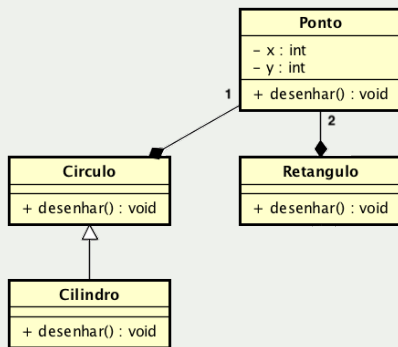 Ponto
- x : int
- y : int
+ desenhar() : void
1
2
Circulo
+ desenhar() : void
Retangulo
+ desenhar() : void
Cilindro
+ desenhar() : void